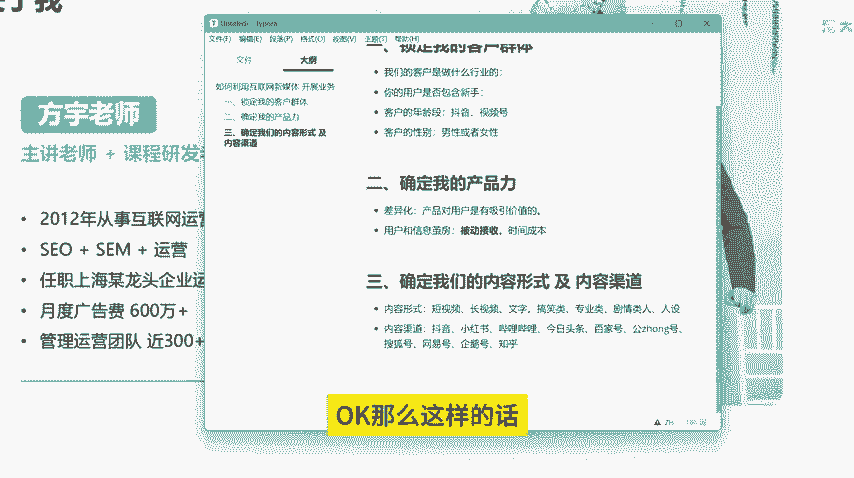 于我
方宇老师
主讲老师 + 课程研发
2012年从事互联网运营
SEO + SEM + 运营
任职上海某龙头企业运
月度广告费 600万+
管理运营团队 近300+
文件(F) 编辑(E) 段落(P) 格式(O) 视图(V) 主题(T) 帮助(H)
文件 大纲
如何利用互联网新媒体 开展业务
一、锁定我的客户群体
二、确定我的产品力
三、确定我们的内容形式 及
内容渠道
一、锁定我的客户群体
我们的客户是做什么行业的；
你的用户是否包含新手；
客户的年龄段：抖音、视频号
客户的性别：男性或者女性
二、确定我的产品力
差异化：产品对用户是有吸引价值的。
用户和信息茧房：被动接收。时间成本
三、确定我们的内容形式 及 内容渠道
内容形式：短视频、长视频、文字，搞笑类、专业类、剧情类人、人设
内容渠道：抖音、小红书、哔哩哔哩、今日头条、百家号、公zhong号、
搜狐号、网易号、企鹅号、知乎
OK那么这样的话